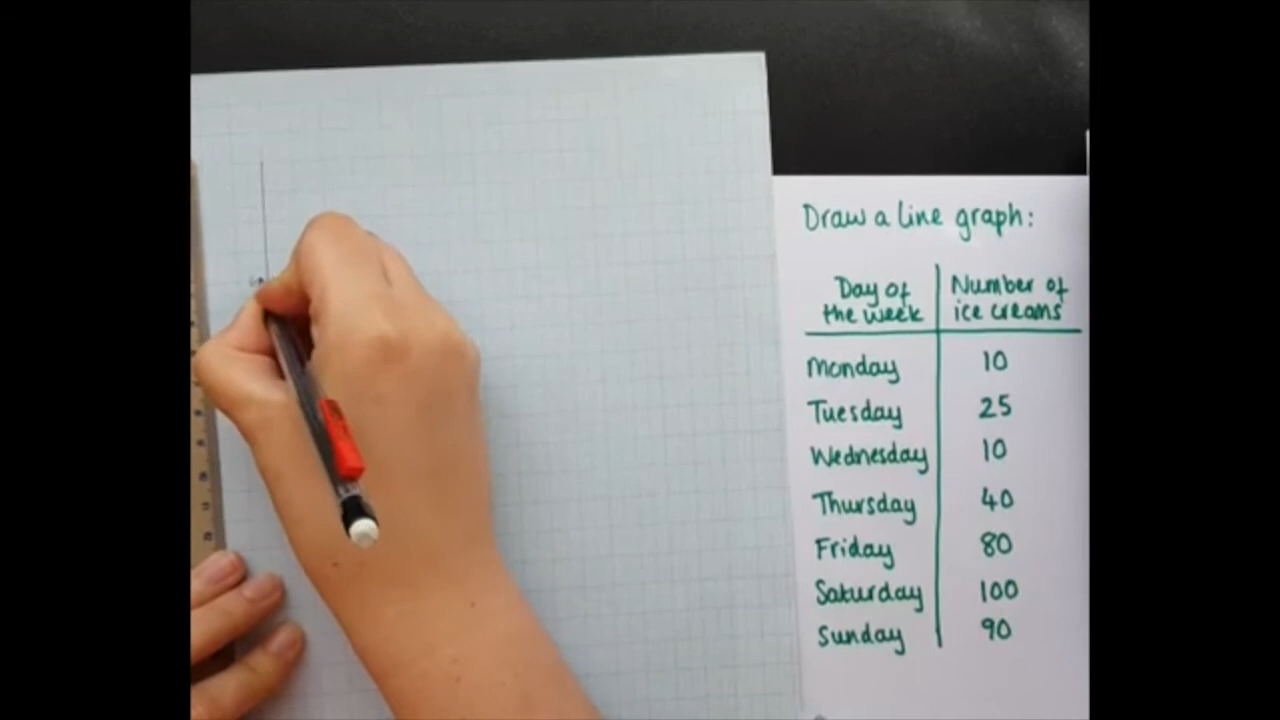 Draw a line graph:
Day of Number of
the week ice creams
Monday 10
Tuesday 25
Wednesday 10
Thursday 40
Friday 80
Saturday 100
Sunday 90